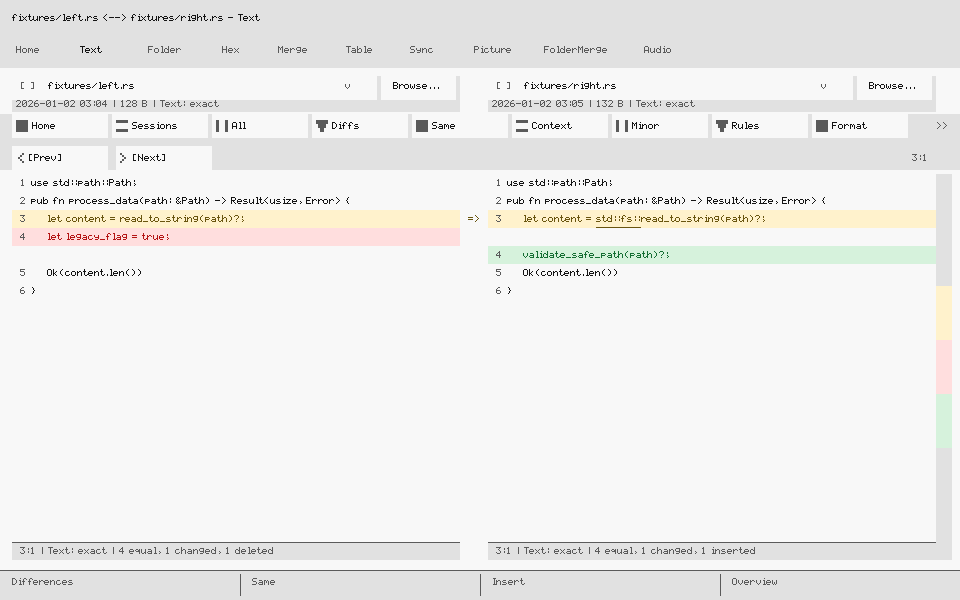 fixtures/left.rs <--> fixtures/right.rs - Text
Home Text Folder Hex Merge Table Sync Picture FolderMerge Audio
[ ] fixtures/left.rs v Browse... [ ] fixtures/right.rs v Browse...
2026-01-02 03:04 | 128 B | Text: exact 2026-01-02 03:05 | 132 B | Text: exact
Home Sessions All Diffs Same Context Minor Rules Format >>
[Prev] [Next] 3:1
1 use std::path::Path; 1 use std::path::Path;
2 pub fn process_data(path: &Path) -> Result<usize, Error> { 2 pub fn process_data(path: &Path) -> Result<usize, Error> {
3 let content = read_to_string(path)?; => 3 let content = std::fs::read_to_string(path)?;
4 let legacy_flag = true;
4 validate_safe_path(path)?;
5 Ok(content.len()) 5 Ok(content.len())
6 } 6 }
3:1 | Text: exact | 4 equal, 1 changed, 1 deleted 3:1 | Text: exact | 4 equal, 1 changed, 1 inserted
Differences Same Insert Overview